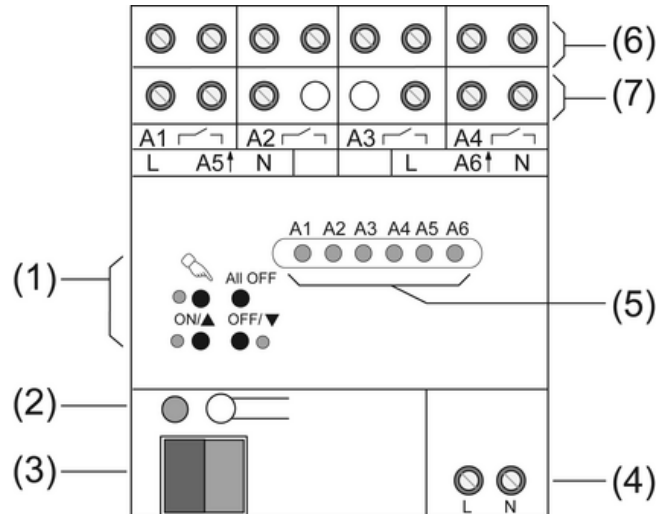 (6)
(7)
A1 A2 A3 A4
L A5↑ N L A6↑ N
A1 A2 A3 A4 A5 A6
(1)
All OFF
(5)
ON/▲ OFF/▼
(2)
(3)
(4)
L N